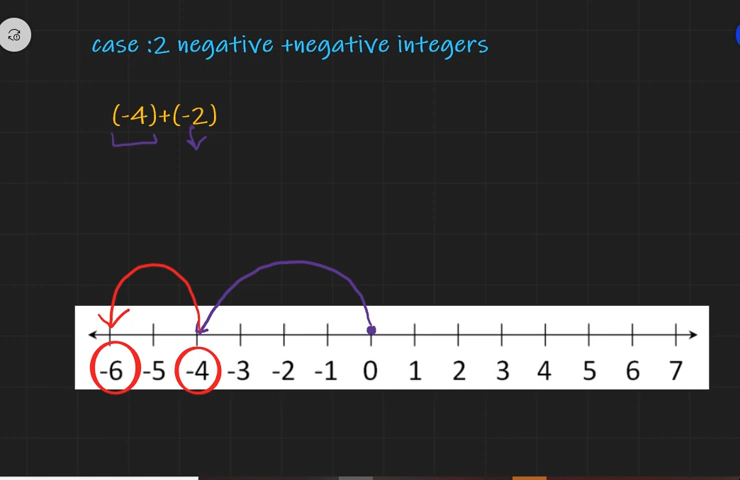 case :2 negative +negative integers
(-4)+(-2)
-6 -5 -4 -3 -2 -1 0 1 2 3 4 5 6 7